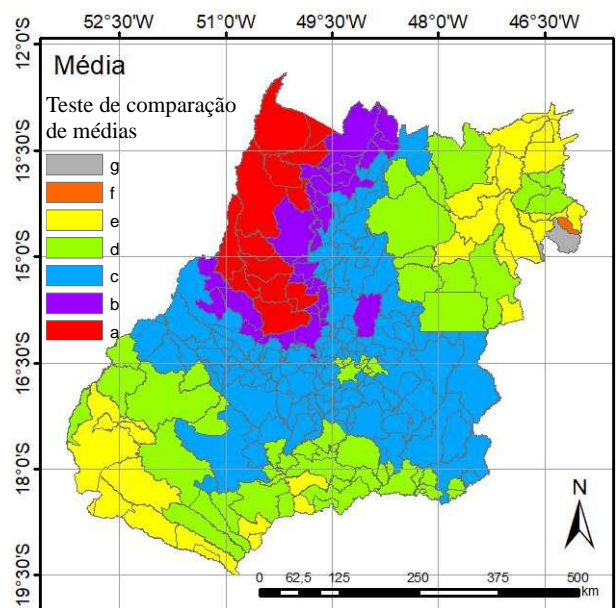 52°30'S 51°0'S 49°30'S 48°0'S 46°30'S
12°0'S
13°30'S
15°0'S
16°30'S
18°0'S
19°30'S
Média
Teste de comparação
de médias
g
f
e
d
c
b
a
N
0 62,5 125 250 375 500
km